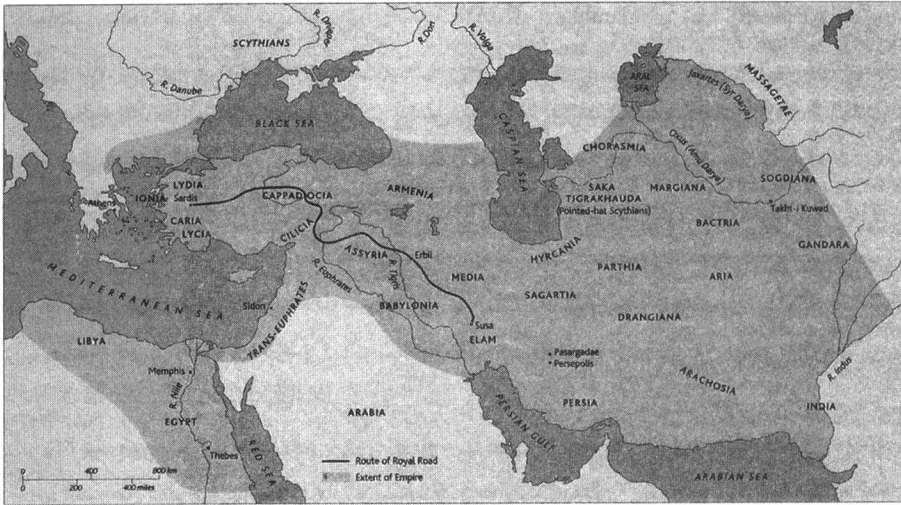 SCYTHIANS
R. Dnieper
R. Don
R. Volga
R. Danube
BLACK SEA
CASPIAN SEA
ARAL
SEA
Jaxartes (Syr Darya)
MASSAGETAE
CHORASMIA
Oxus (Amu Darya)
LYDIA
Sardis
IONIA
Athens
CARIA
LYCIA
CAPPADOCIA
ARMENIA
CILICIA
SAKA
TIGRAKHAUDA
(Pointed-hat Scythians)
MARGIANA
SOGDIANA
Takht-i Kuwad
BACTRIA
GANDARA
HYRCANIA
ASSYRIA
Erbil
R. Tigris
R. Euphrates
MEDIA
PARTHIA
ARIA
SAGARTIA
DRANGIANA
MEDITERRANEAN SEA
Sidon
TRANS-EUPHRATES
BABYLONIA
Susa
ELAM
LIBYA
Memphis
R. Nile
EGYPT
Thebes
RED SEA
ARABIA
Pasargadae
Persepolis
PERSIAN GULF
PERSIA
ARACHOSIA
R. Indus
INDIA
ARABIAN SEA
0 400 800 km
0 200 400 miles
Route of Royal Road
Extent of Empire